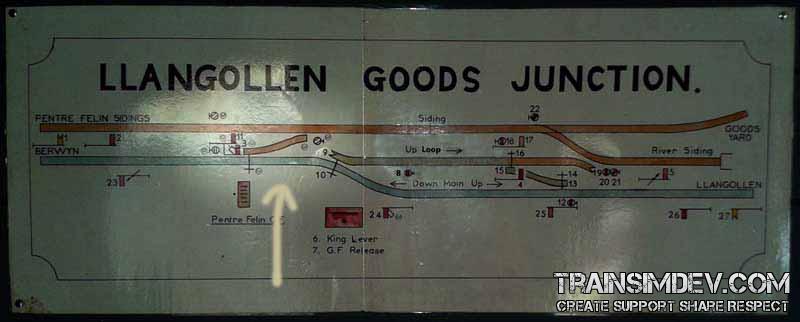 LLANGOLLEN GOODS JUNCTION.
22
PENTRE FELIN SIDINGS
Siding
GOODS
YARD
1
2
11
3
16
17
BERWYN
9
Up Loop
16
River Siding
10
8
15
4
14
13
19
20 21
5
23
Down Main Up
LLANGOLLEN
Pentre Felin G.F.
24
25
12
26
27
6. King Lever
7. G.F. Release
TRANSIMDEV.COM
CREATE SUPPORT SHARE RESPECT